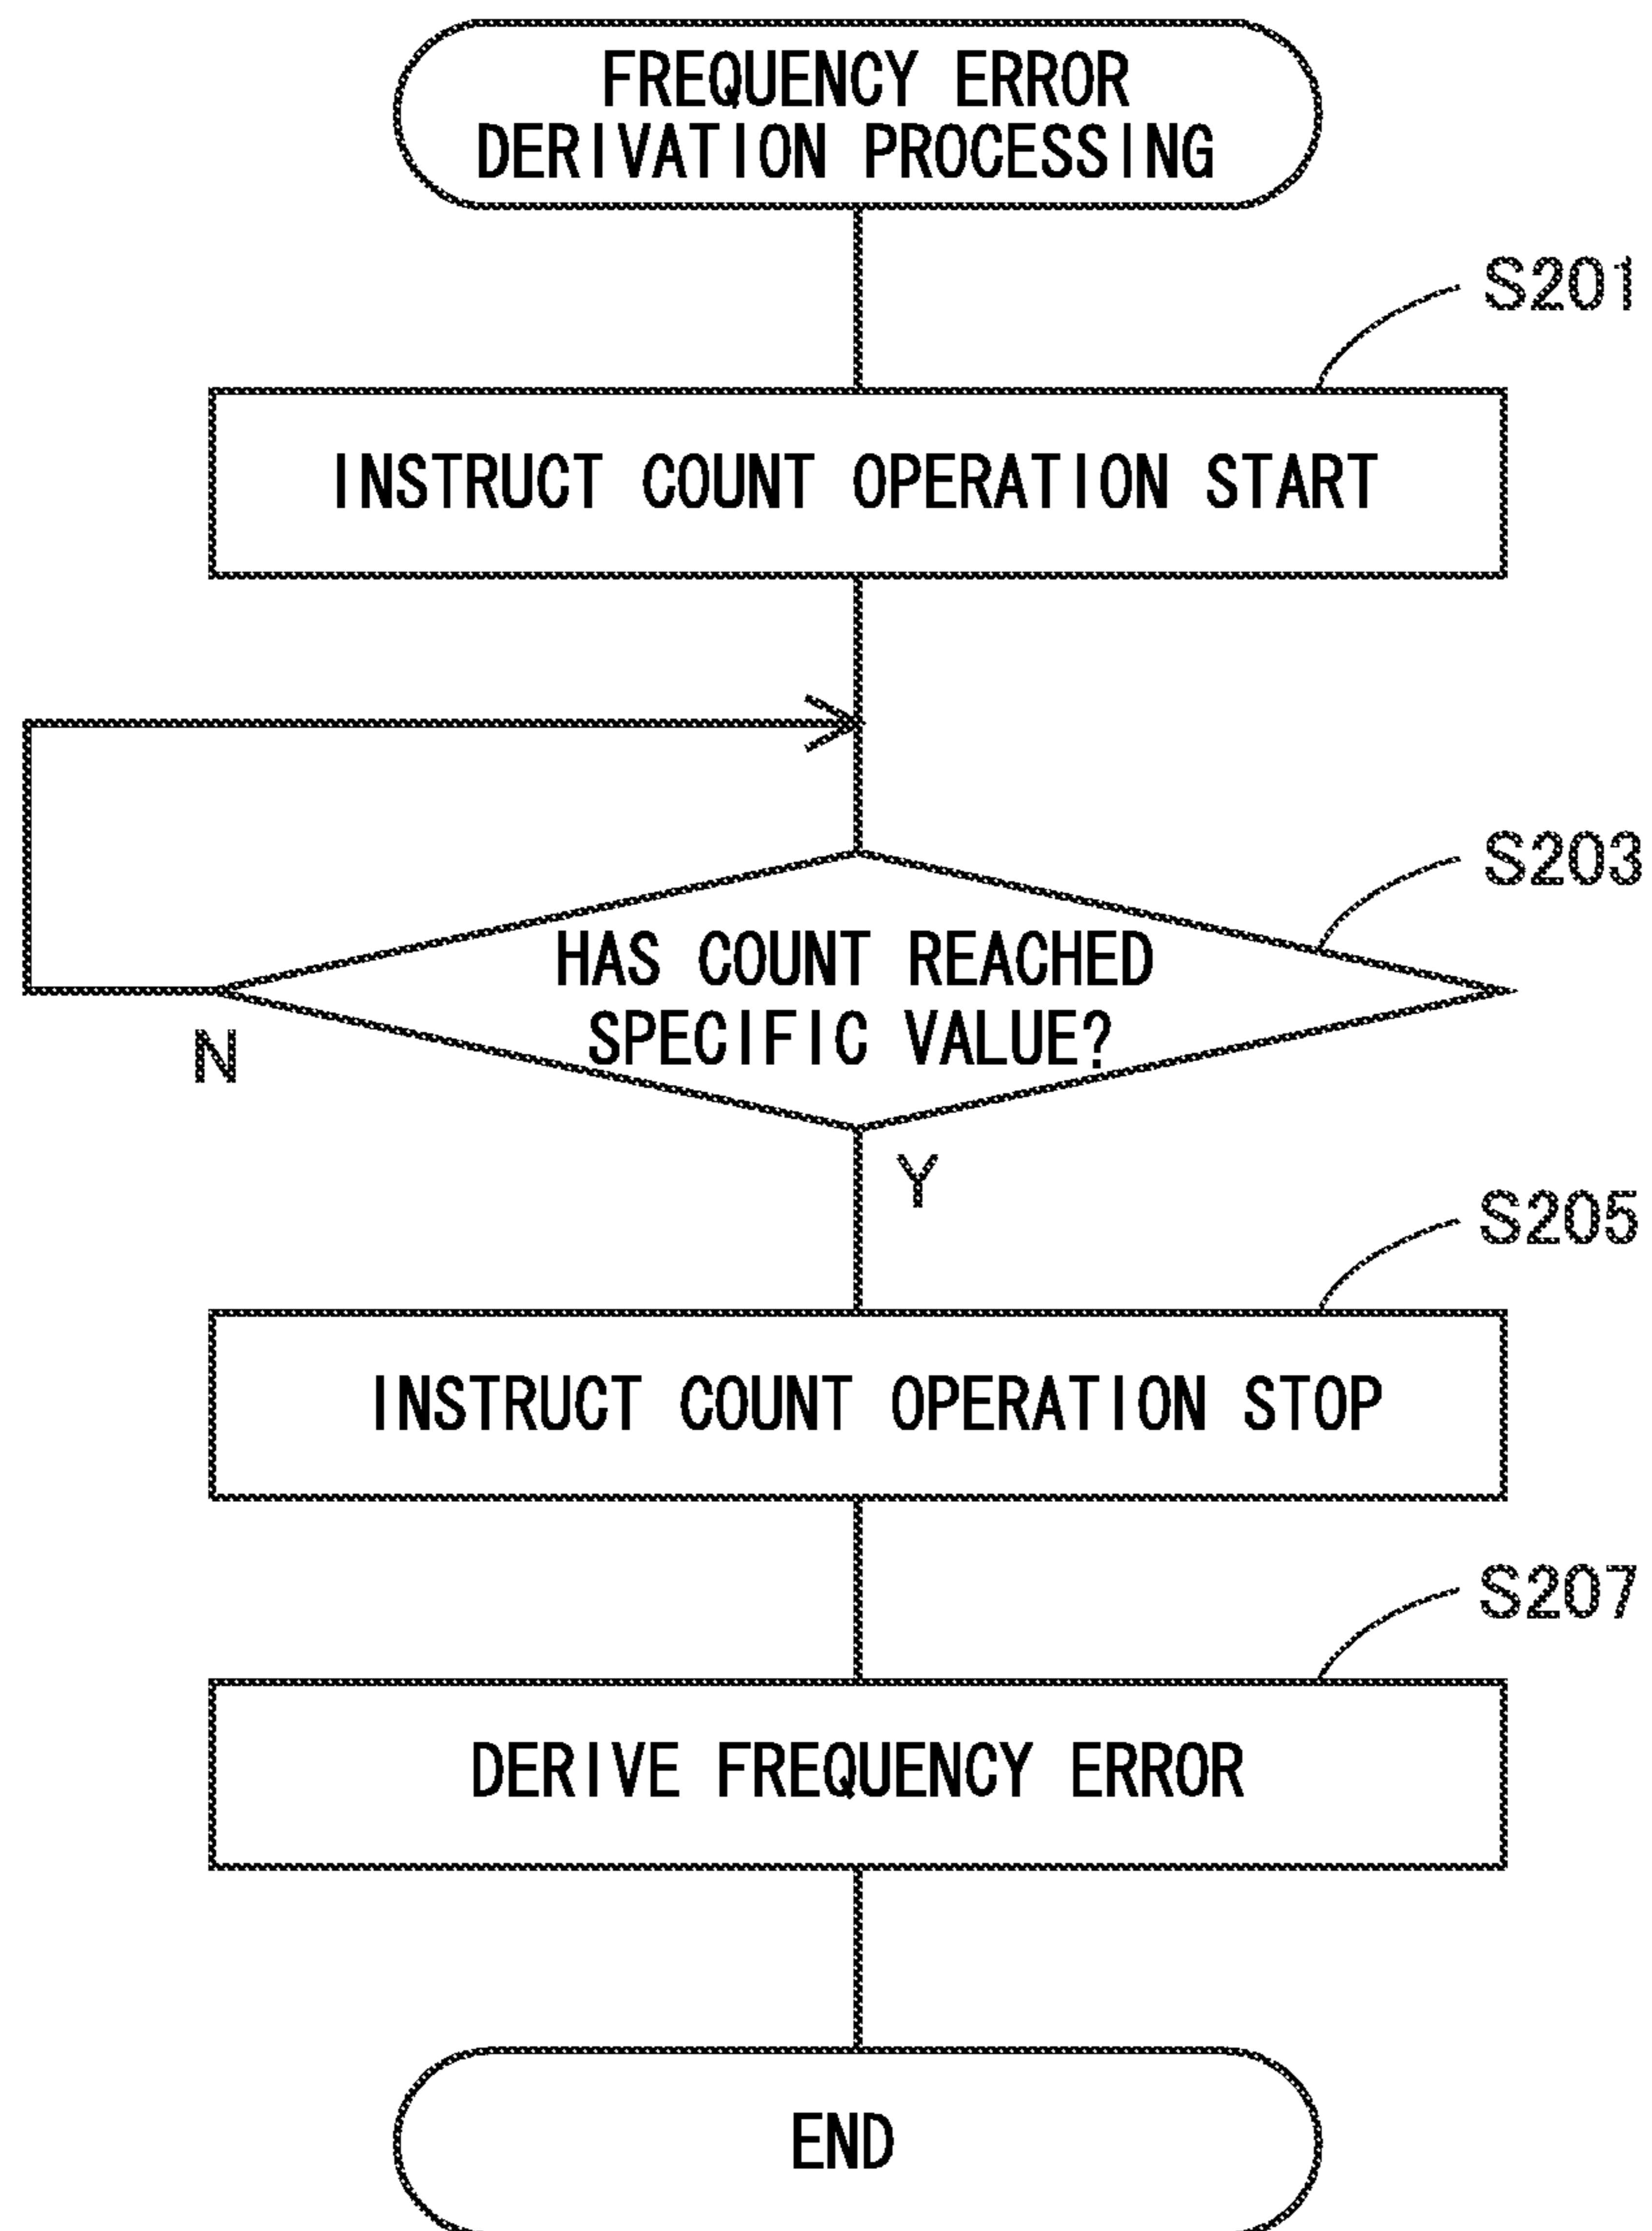 FREQUENCY ERROR
DERIVATION PROCESSING
S201
INSTRUCT COUNT OPERATION START
S203
HAS COUNT REACHED
SPECIFIC VALUE?
N
Y
S205
INSTRUCT COUNT OPERATION STOP
S207
DERIVE FREQUENCY ERROR
END